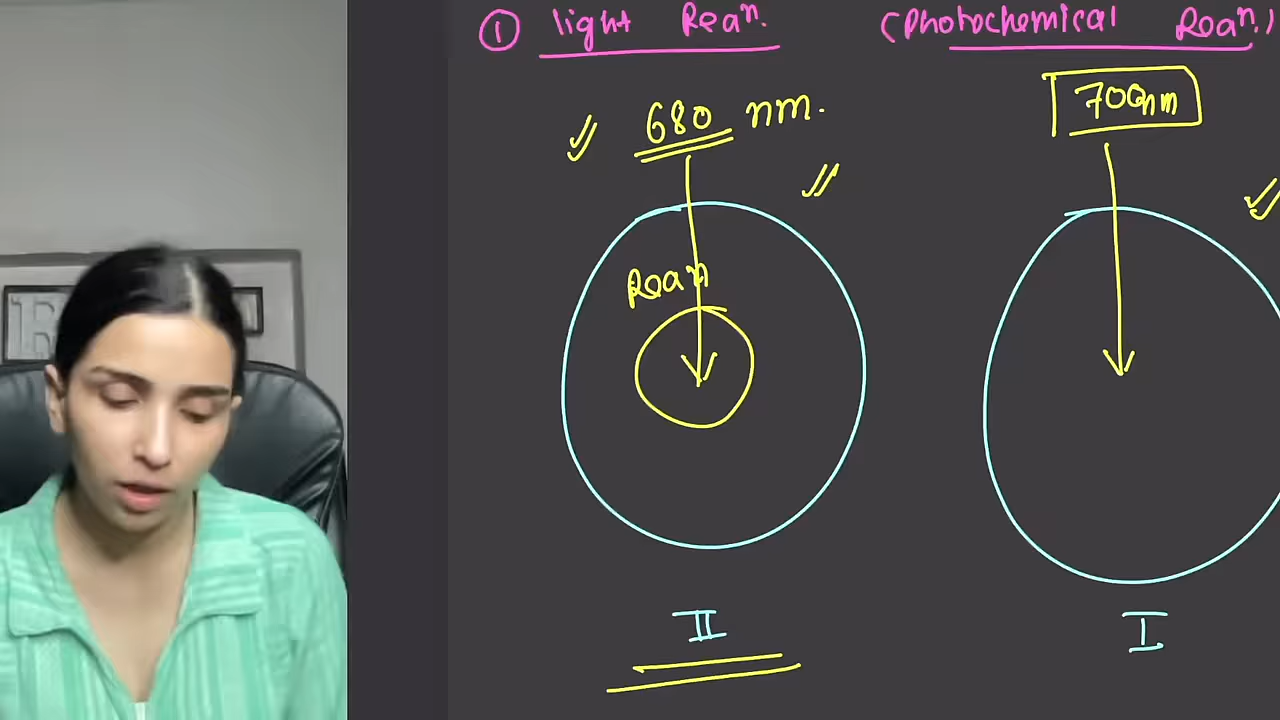 ① light Reaⁿ. (Photochemical Reaⁿ.)
680 nm.
700nm
Reaⁿ
II
I